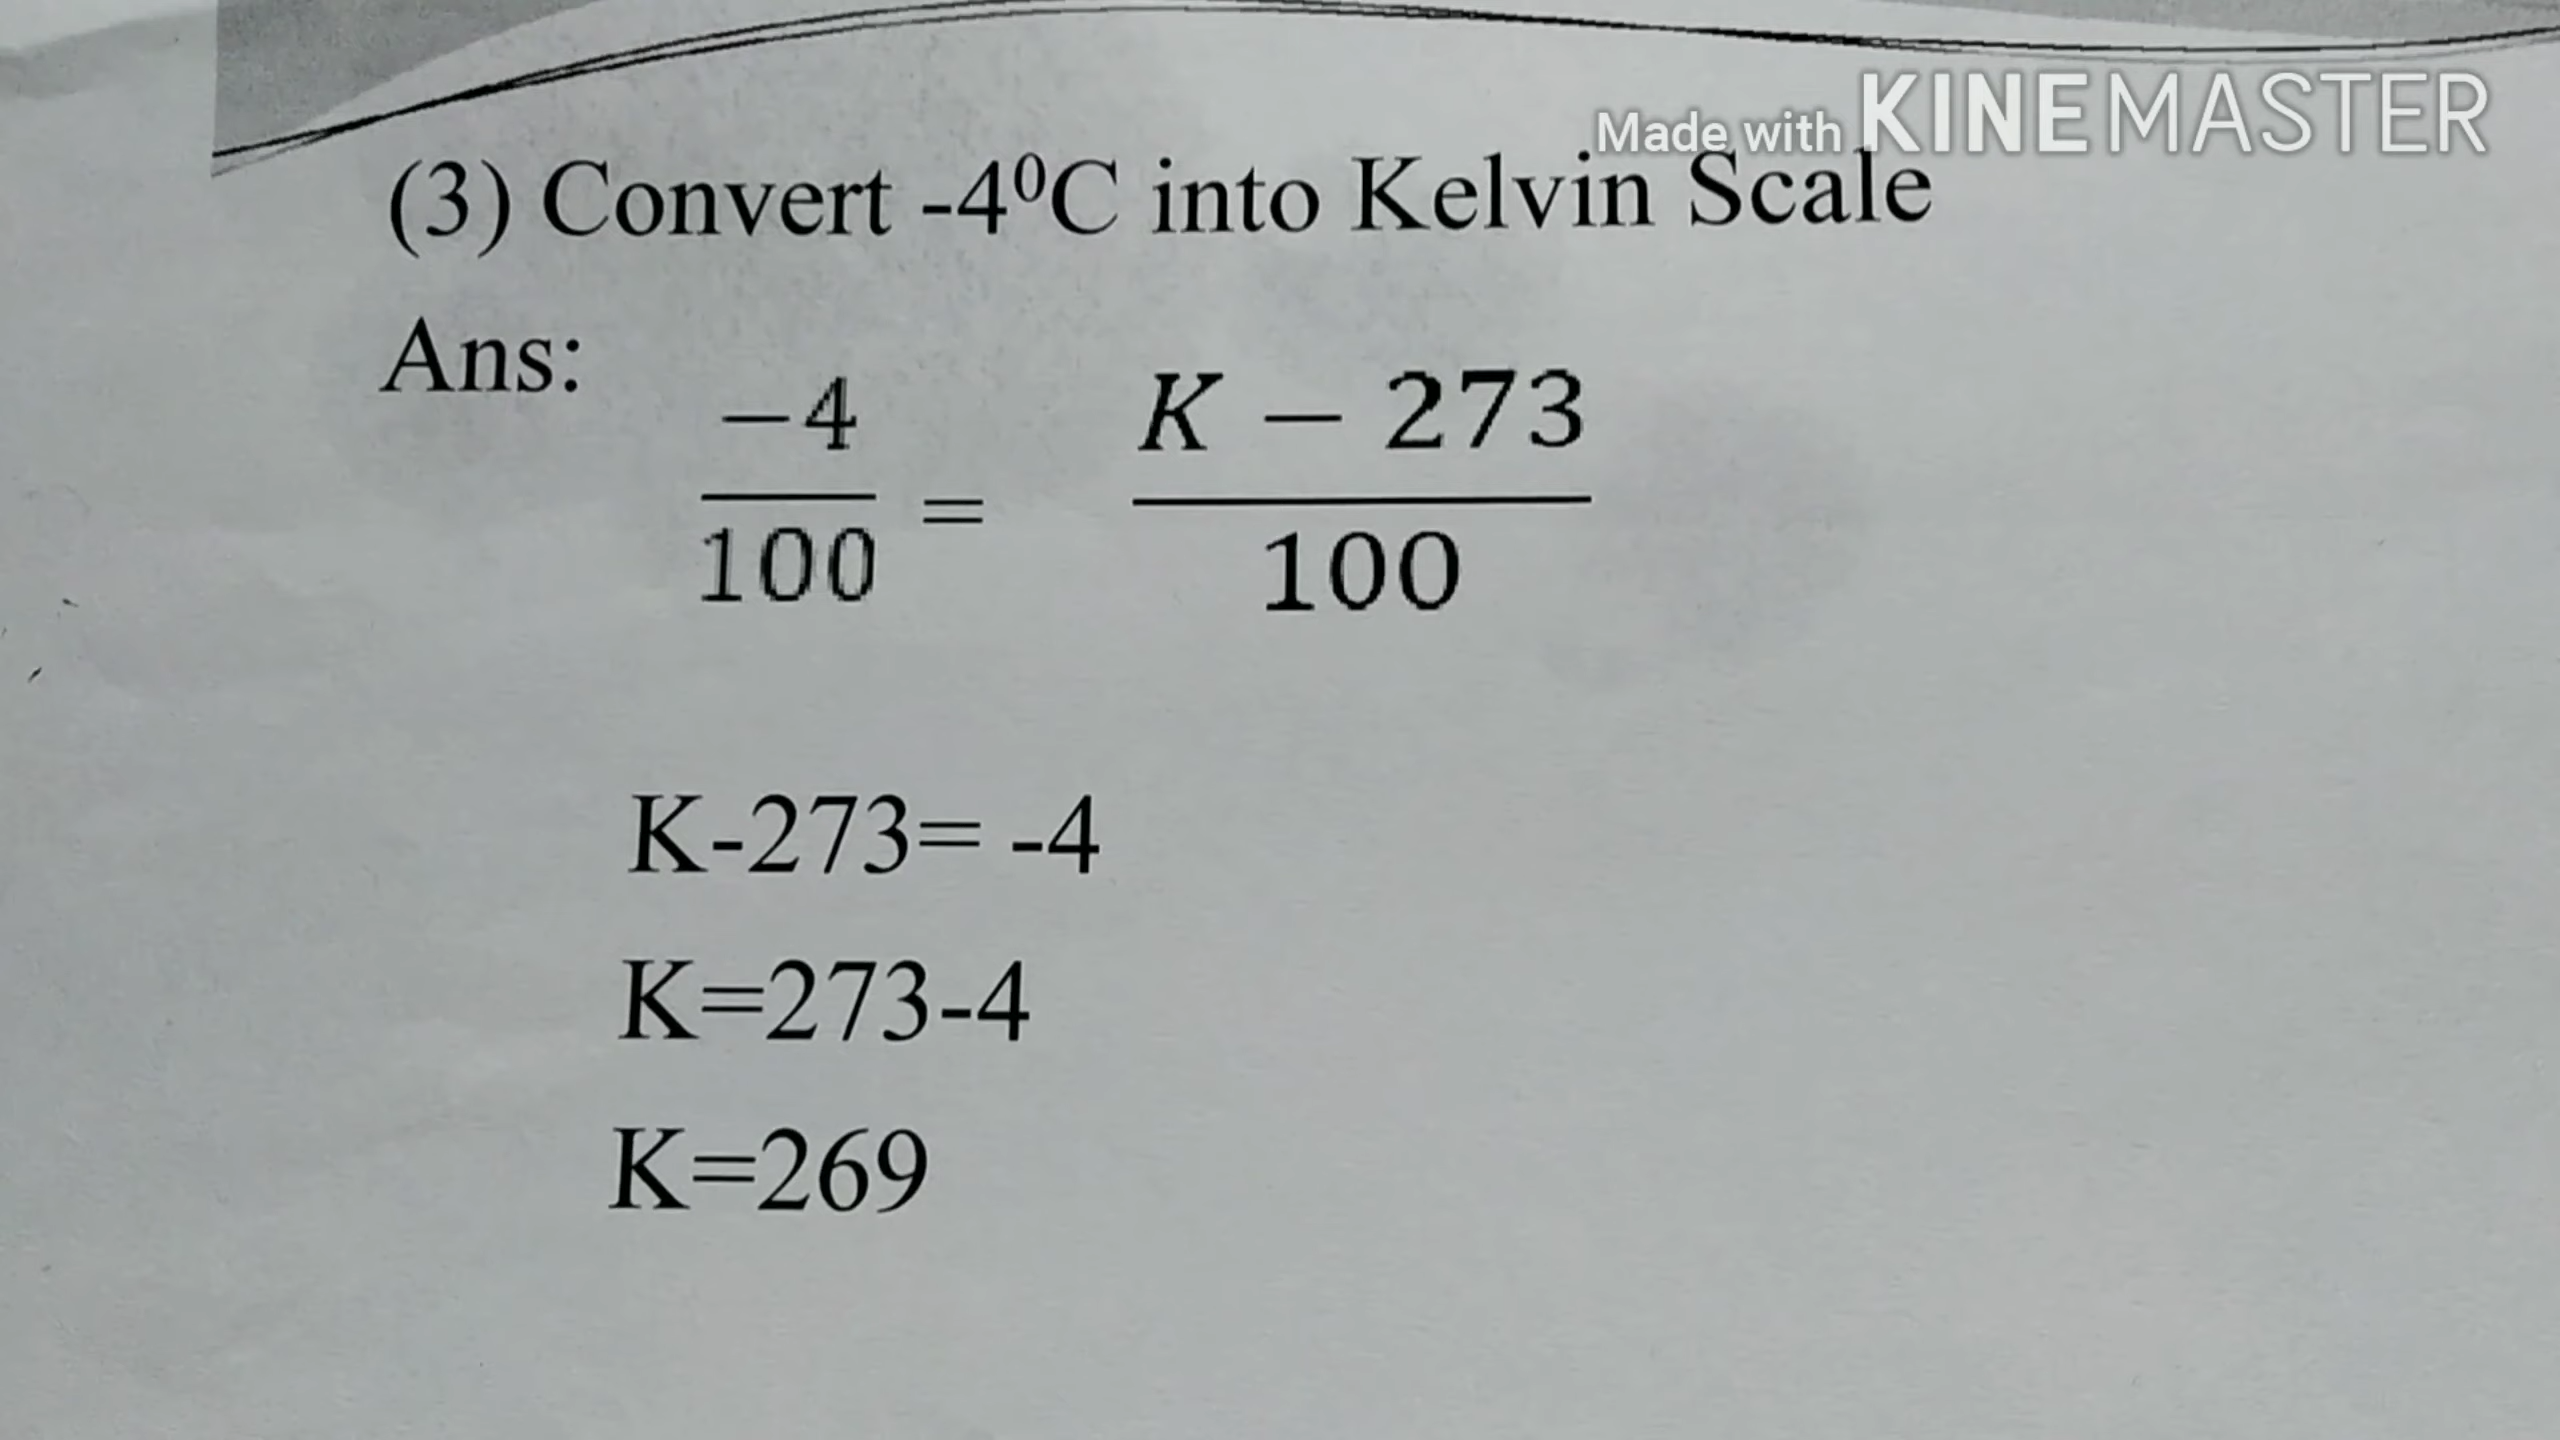 Made with KINEMASTER
(3) Convert -4⁰C into Kelvin Scale
Ans:
−4/100 = K − 273/100
K-273= -4
K=273-4
K=269